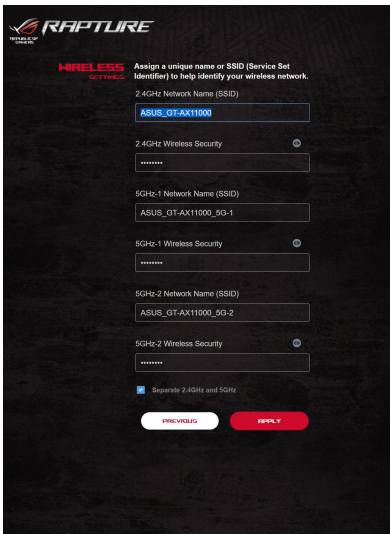 RAPTURE
REPUBLIC OF
GAMERS
WIRELESS
SETTINGS
Assign a unique name or SSID (Service Set
Identifier) to help identify your wireless network.
2.4GHz Network Name (SSID)
ASUS_GT-AX11000
2.4GHz Wireless Security
••••••••
5GHz-1 Network Name (SSID)
ASUS_GT-AX11000_5G-1
5GHz-1 Wireless Security
••••••••
5GHz-2 Network Name (SSID)
ASUS_GT-AX11000_5G-2
5GHz-2 Wireless Security
••••••••
Separate 2.4GHz and 5GHz
PREVIOUS
APPLY